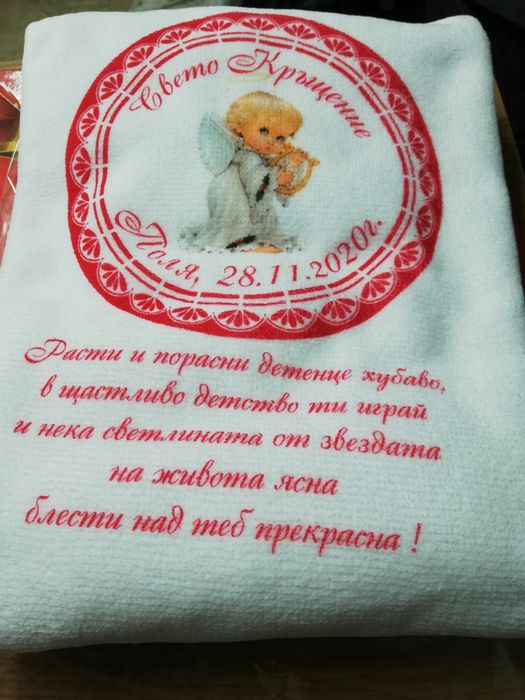 Свето Кръщение
Поля, 28.11.2020г.
Расти и порасни детенце хубаво,
в щастливо детство ти играй
и нека светлината от звездата
на живота ясна
блести над теб прекрасна !